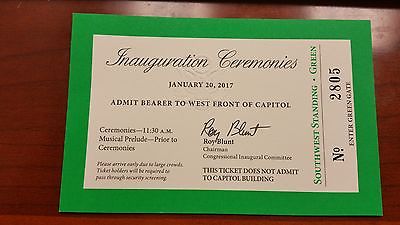 Inauguration Ceremonies
JANUARY 20, 2017
ADMIT BEARER TO WEST FRONT OF CAPITOL
Ceremonies—11:30 A.M.
Musical Prelude—Prior to
Ceremonies
Please arrive early due to large crowds.
Ticket holders will be required to
pass through security screening.
Roy Blunt
Roy Blunt
Chairman
Congressional Inaugural Committee
THIS TICKET DOES NOT ADMIT
TO CAPITOL BUILDING
SOUTHWEST STANDING · GREEN
No 2805
ENTER GREEN GATE